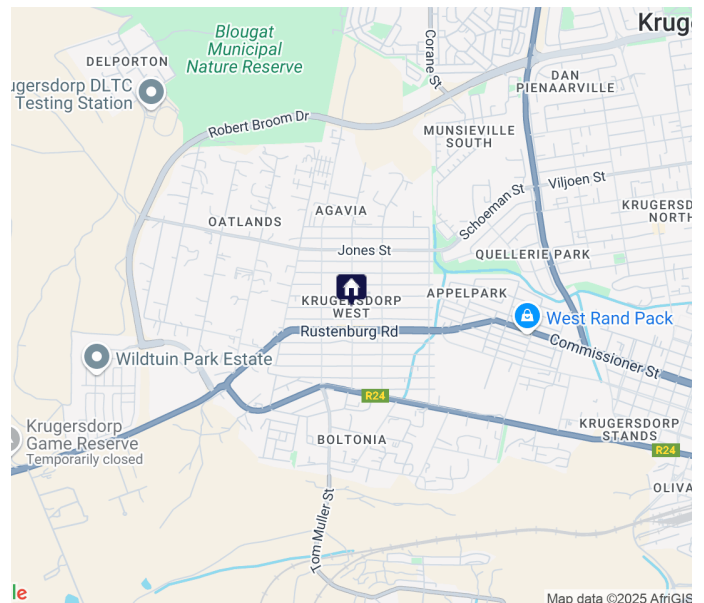 Krug
Blougat
Municipal
Nature Reserve
DELPORTON
ugersdorp DLTC
Testing Station
Corane St
DAN
PIENAARVILLE
Robert Broom Dr
MUNSIEVILLE
SOUTH
Schoeman St
Viljoen St
KRUGERSD
NORTH
OATLANDS
AGAVIA
Jones St
QUELLERIE PARK
KRUGERSDORP
WEST
APPELPARK
Rustenburg Rd
West Rand Pack
Commissioner St
Wildtuin Park Estate
R24
Krugersdorp
Game Reserve
Temporarily closed
BOLTONIA
KRUGERSDORP
STANDS
R24
OLIVA
Tom Muller St
le
Map data ©2025 AfriGIS